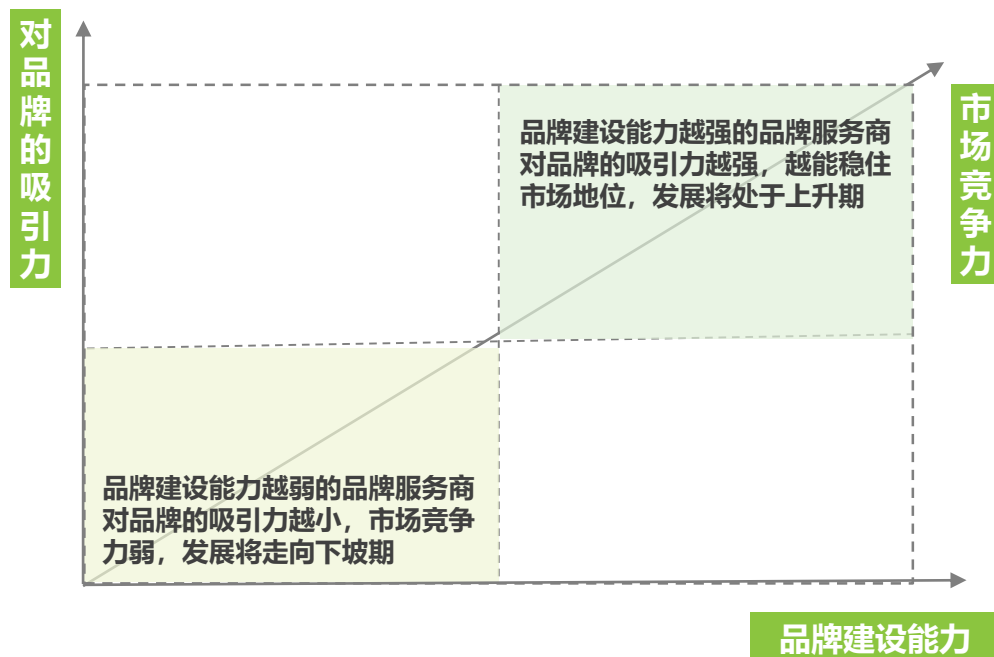 对品牌的吸引力
市场竞争力
品牌建设能力越强的品牌服务商
对品牌的吸引力越强，越能稳住
市场地位，发展将处于上升期
品牌建设能力越弱的品牌服务商
对品牌的吸引力越小，市场竞争
力弱，发展将走向下坡期
品牌建设能力